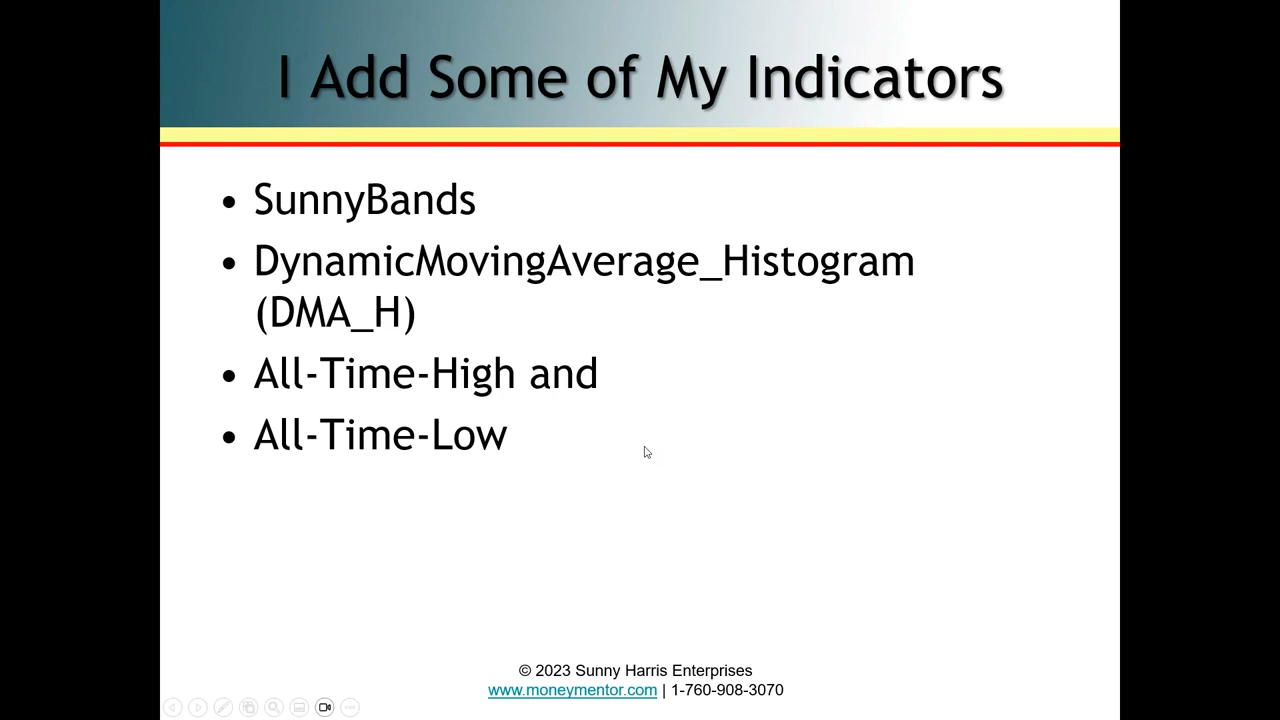 I Add Some of My Indicators
• SunnyBands
• DynamicMovingAverage_Histogram
(DMA_H)
• All-Time-High and
• All-Time-Low
© 2023 Sunny Harris Enterprises
www.moneymentor.com | 1-760-908-3070